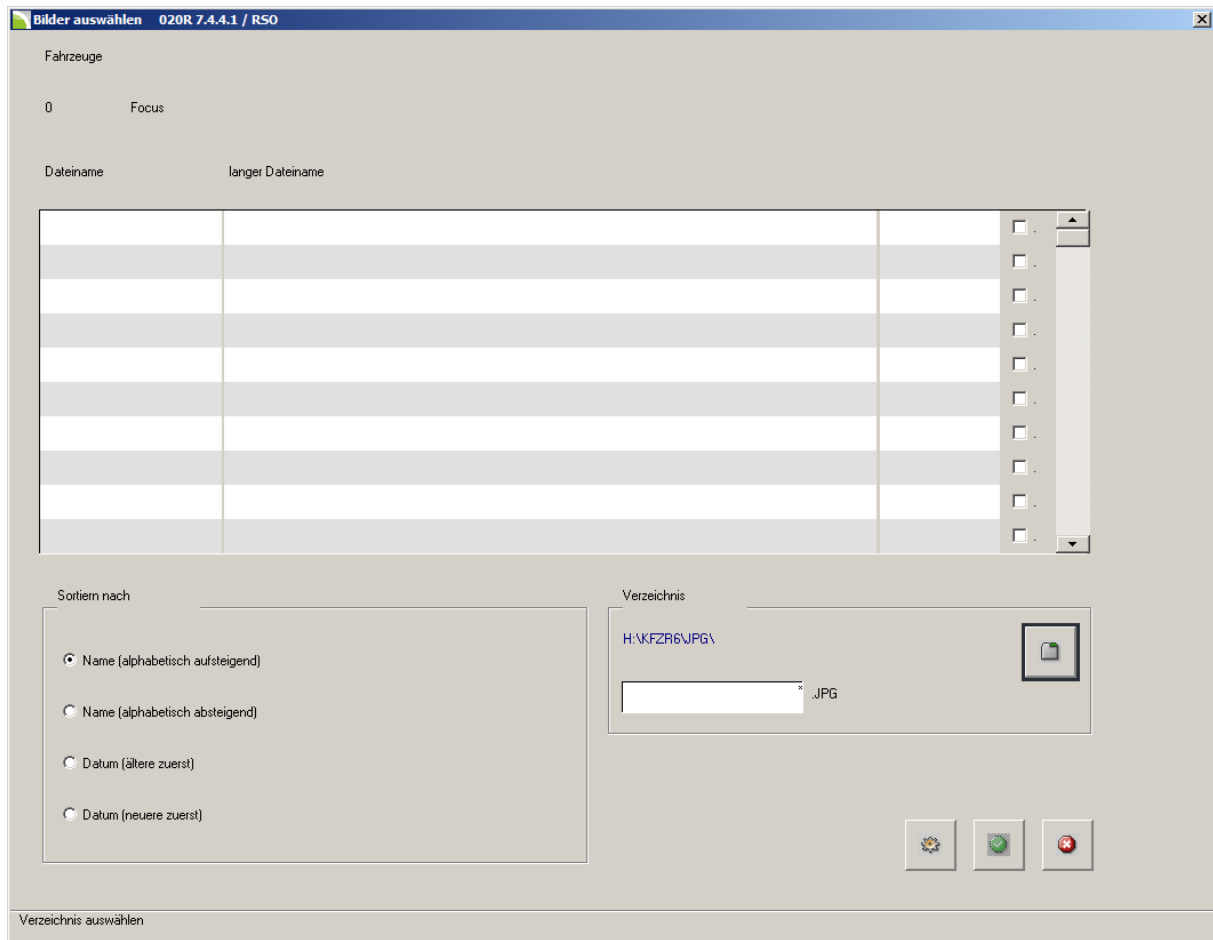 Bilder auswählen 020R 7.4.4.1 / RSO
Fahrzeuge
0 Focus
Dateiname langer Dateiname
.
.
.
.
.
.
.
.
.
.
Sortiern nach
Name (alphabetisch aufsteigend)
Name (alphabetisch absteigend)
Datum (ältere zuerst)
Datum (neuere zuerst)
Verzeichnis
H:\KFZR6\JPG\
* .JPG
Verzeichnis auswählen